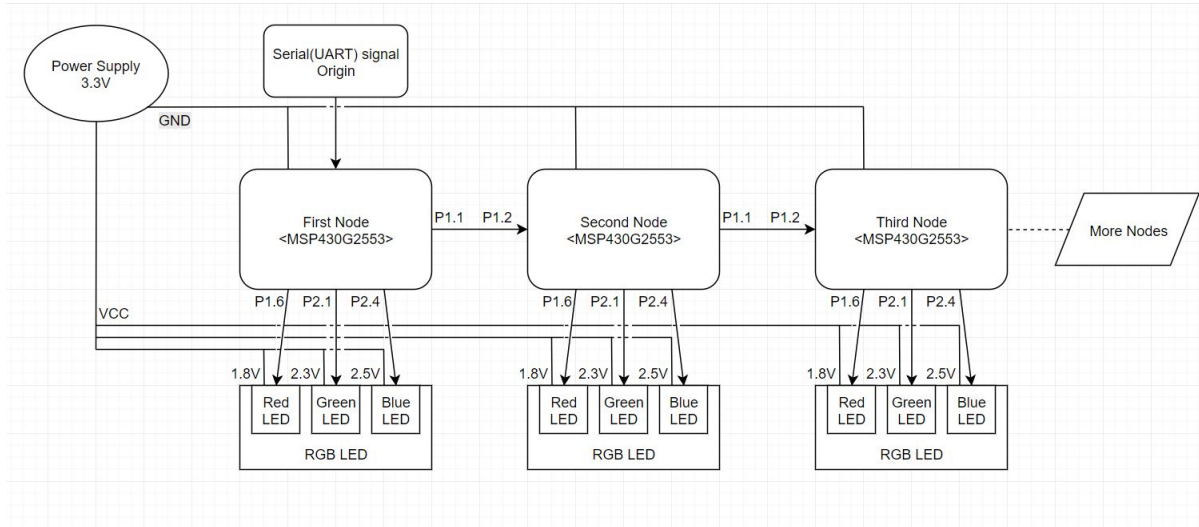 Power Supply
3.3V
Serial(UART) signal
Origin
GND
First Node
<MSP430G2553>
P1.1 P1.2
Second Node
<MSP430G2553>
P1.1 P1.2
Third Node
<MSP430G2553>
More Nodes
P1.6 P2.1 P2.4
P1.6 P2.1 P2.4
P1.6 P2.1 P2.4
VCC
1.8V 2.3V 2.5V
1.8V 2.3V 2.5V
1.8V 2.3V 2.5V
Red
LED
Green
LED
Blue
LED
RGB LED
Red
LED
Green
LED
Blue
LED
RGB LED
Red
LED
Green
LED
Blue
LED
RGB LED